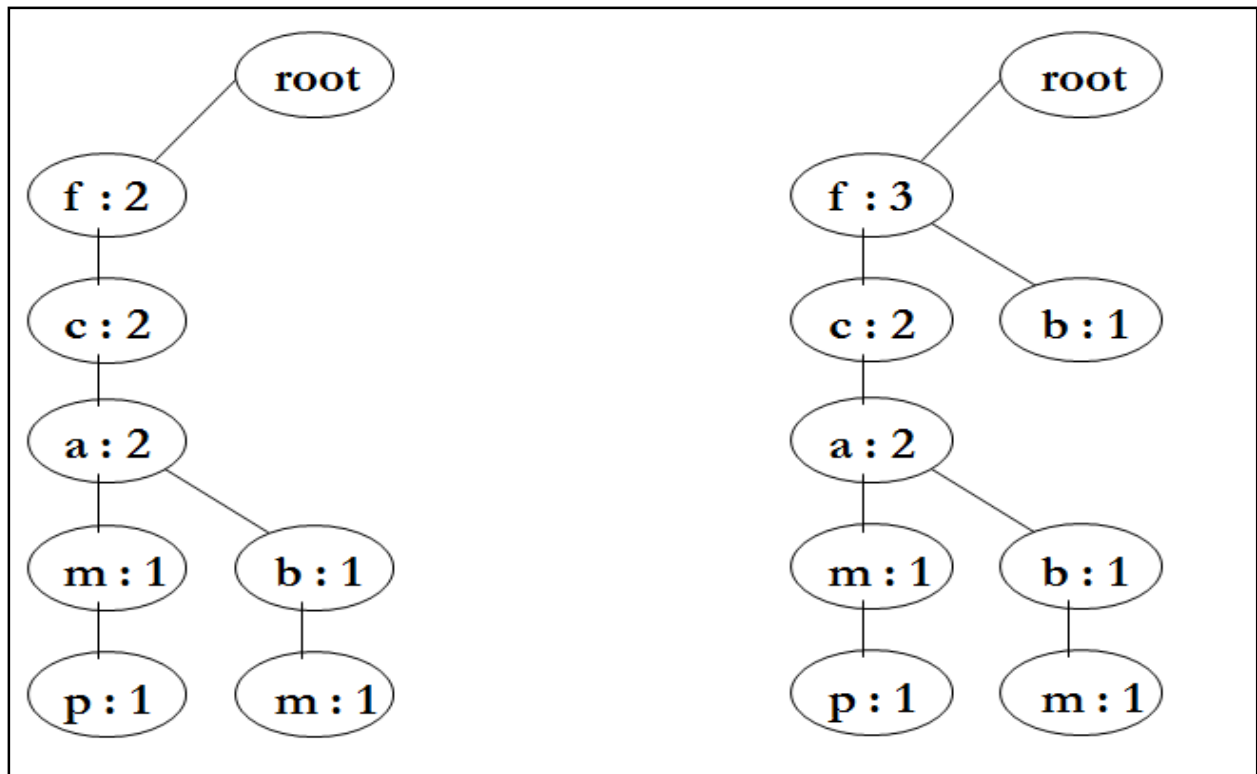 root
f : 2
c : 2
a : 2
m : 1 b : 1
p : 1 m : 1
root
f : 3
c : 2 b : 1
a : 2
m : 1 b : 1
p : 1 m : 1